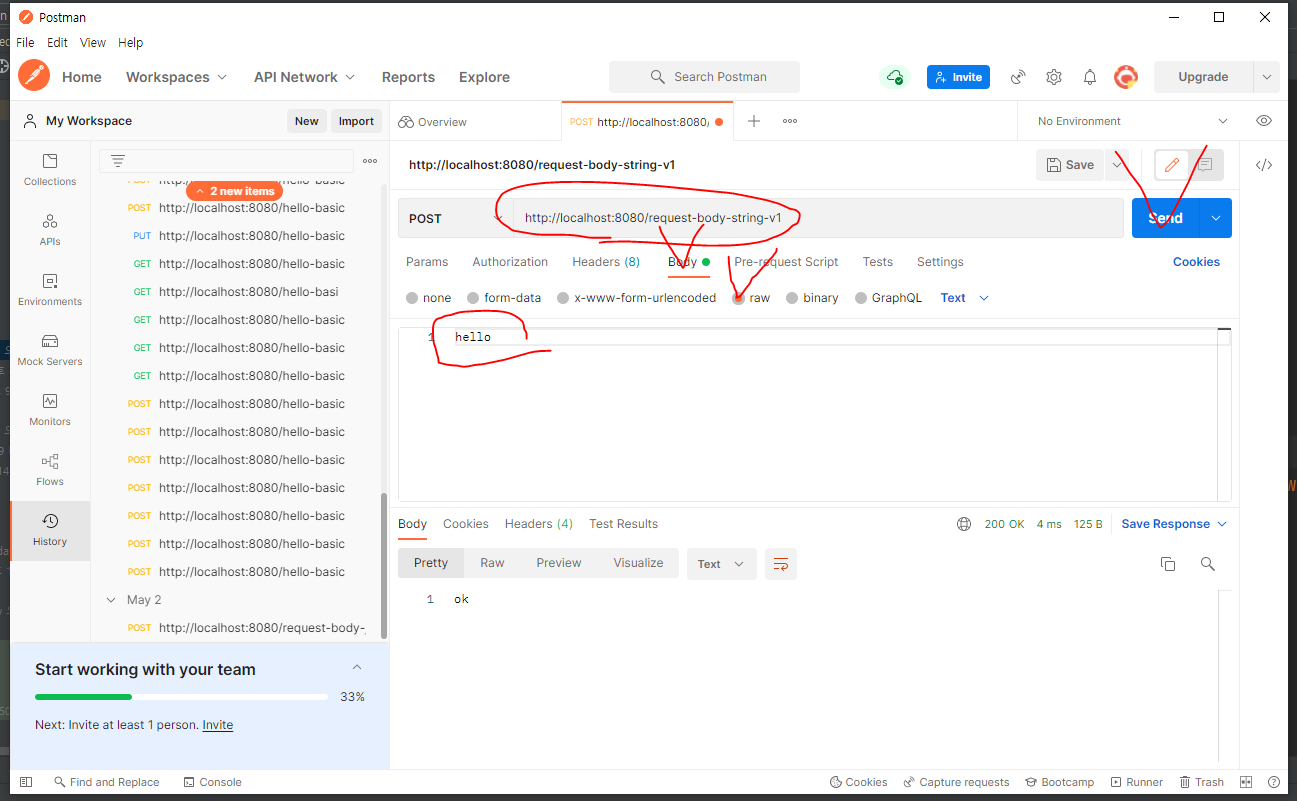 Postman
File Edit View Help
Home Workspaces API Network Reports Explore Search Postman Invite Upgrade
My Workspace New Import Overview POST http://localhost:8080/ No Environment
http://localhost:8080/request-body-string-v1 Save
2 new items
POST http://localhost:8080/request-body-string-v1 Send
Params Authorization Headers (8) Body Pre-request Script Tests Settings Cookies
none form-data x-www-form-urlencoded raw binary GraphQL Text
1 hello
Collections
APIs
Environments
Mock Servers
Monitors
Flows
History
POST http://localhost:8080/hello-basic
POST http://localhost:8080/hello-basic
PUT http://localhost:8080/hello-basic
GET http://localhost:8080/hello-basic
GET http://localhost:8080/hello-basi
GET http://localhost:8080/hello-basic
GET http://localhost:8080/hello-basic
GET http://localhost:8080/hello-basic
POST http://localhost:8080/hello-basic
POST http://localhost:8080/hello-basic
POST http://localhost:8080/hello-basic
POST http://localhost:8080/hello-basic
POST http://localhost:8080/hello-basic
POST http://localhost:8080/hello-basic
POST http://localhost:8080/hello-basic
May 2
POST http://localhost:8080/request-body-
Body Cookies Headers (4) Test Results 200 OK 4 ms 125 B Save Response
Pretty Raw Preview Visualize Text
1 ok
Start working with your team
33%
Next: Invite at least 1 person. Invite
Find and Replace Console Cookies Capture requests Bootcamp Runner Trash